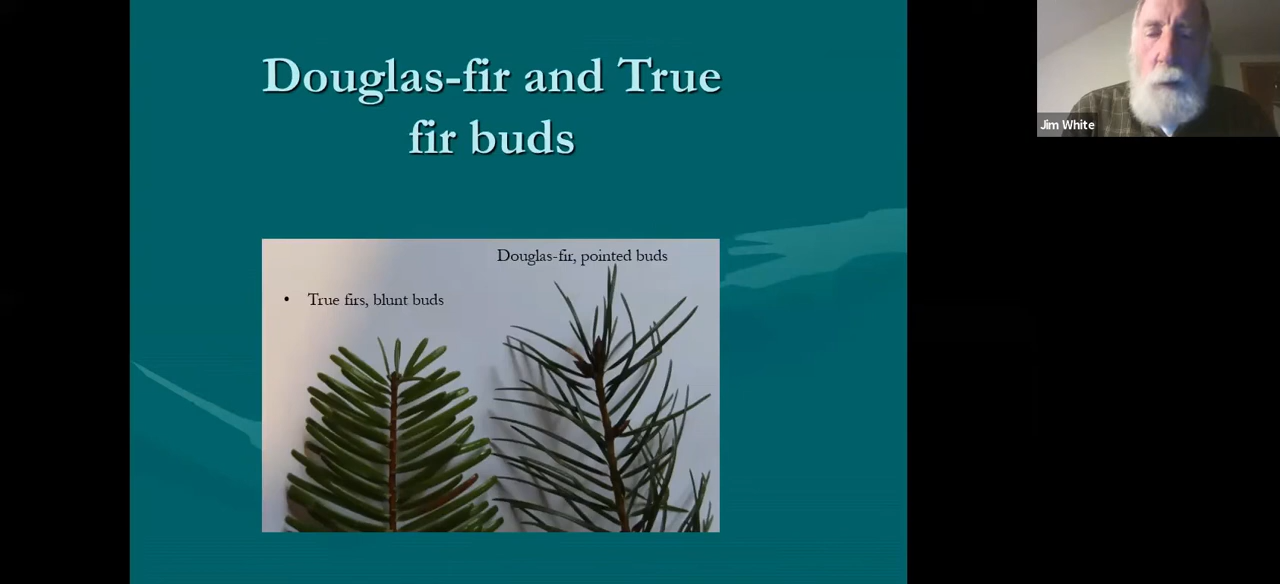 Douglas-fir and True
fir buds
Douglas-fir, pointed buds
• True firs, blunt buds
Jim White